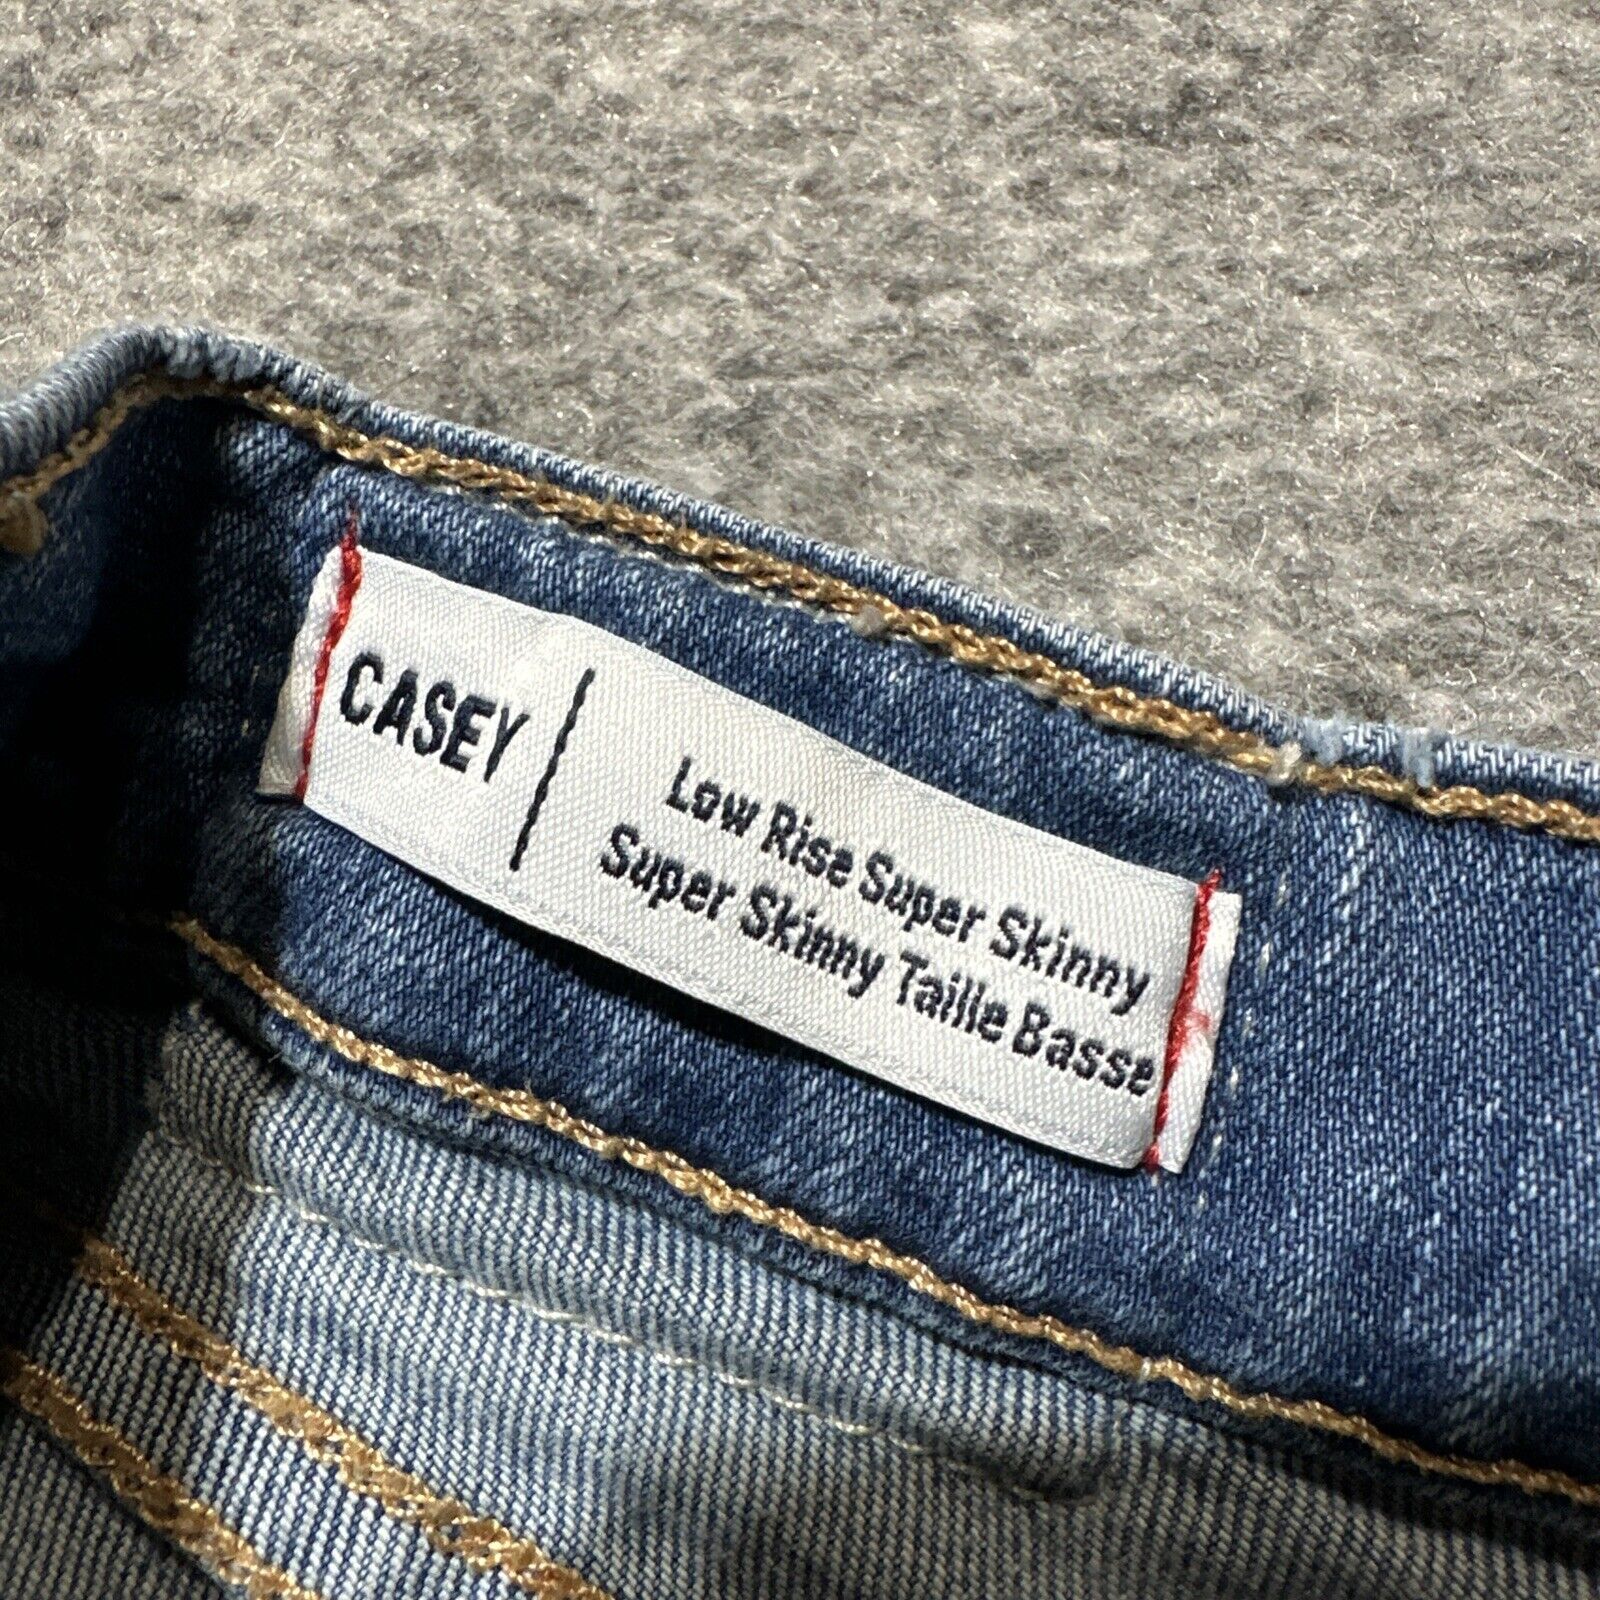 CASEY
Low Rise Super Skinny
Super Skinny Taille Basse